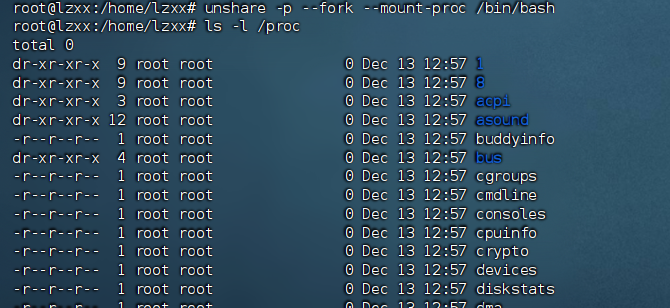 root@lzxx:/home/lzxx# unshare -p --fork --mount-proc /bin/bash
root@lzxx:/home/lzxx# ls -l /proc
total 0
dr-xr-xr-x  9 root root               0 Dec 13 12:57 1
dr-xr-xr-x  9 root root               0 Dec 13 12:57 8
dr-xr-xr-x  3 root root               0 Dec 13 12:57 acpi
dr-xr-xr-x 12 root root               0 Dec 13 12:57 asound
-r--r--r--  1 root root               0 Dec 13 12:57 buddyinfo
dr-xr-xr-x  4 root root               0 Dec 13 12:57 bus
-r--r--r--  1 root root               0 Dec 13 12:57 cgroups
-r--r--r--  1 root root               0 Dec 13 12:57 cmdline
-r--r--r--  1 root root               0 Dec 13 12:57 consoles
-r--r--r--  1 root root               0 Dec 13 12:57 cpuinfo
-r--r--r--  1 root root               0 Dec 13 12:57 crypto
-r--r--r--  1 root root               0 Dec 13 12:57 devices
-r--r--r--  1 root root               0 Dec 13 12:57 diskstats
-r--r--r--  1 root root               0 Dec 13 12:57 dma